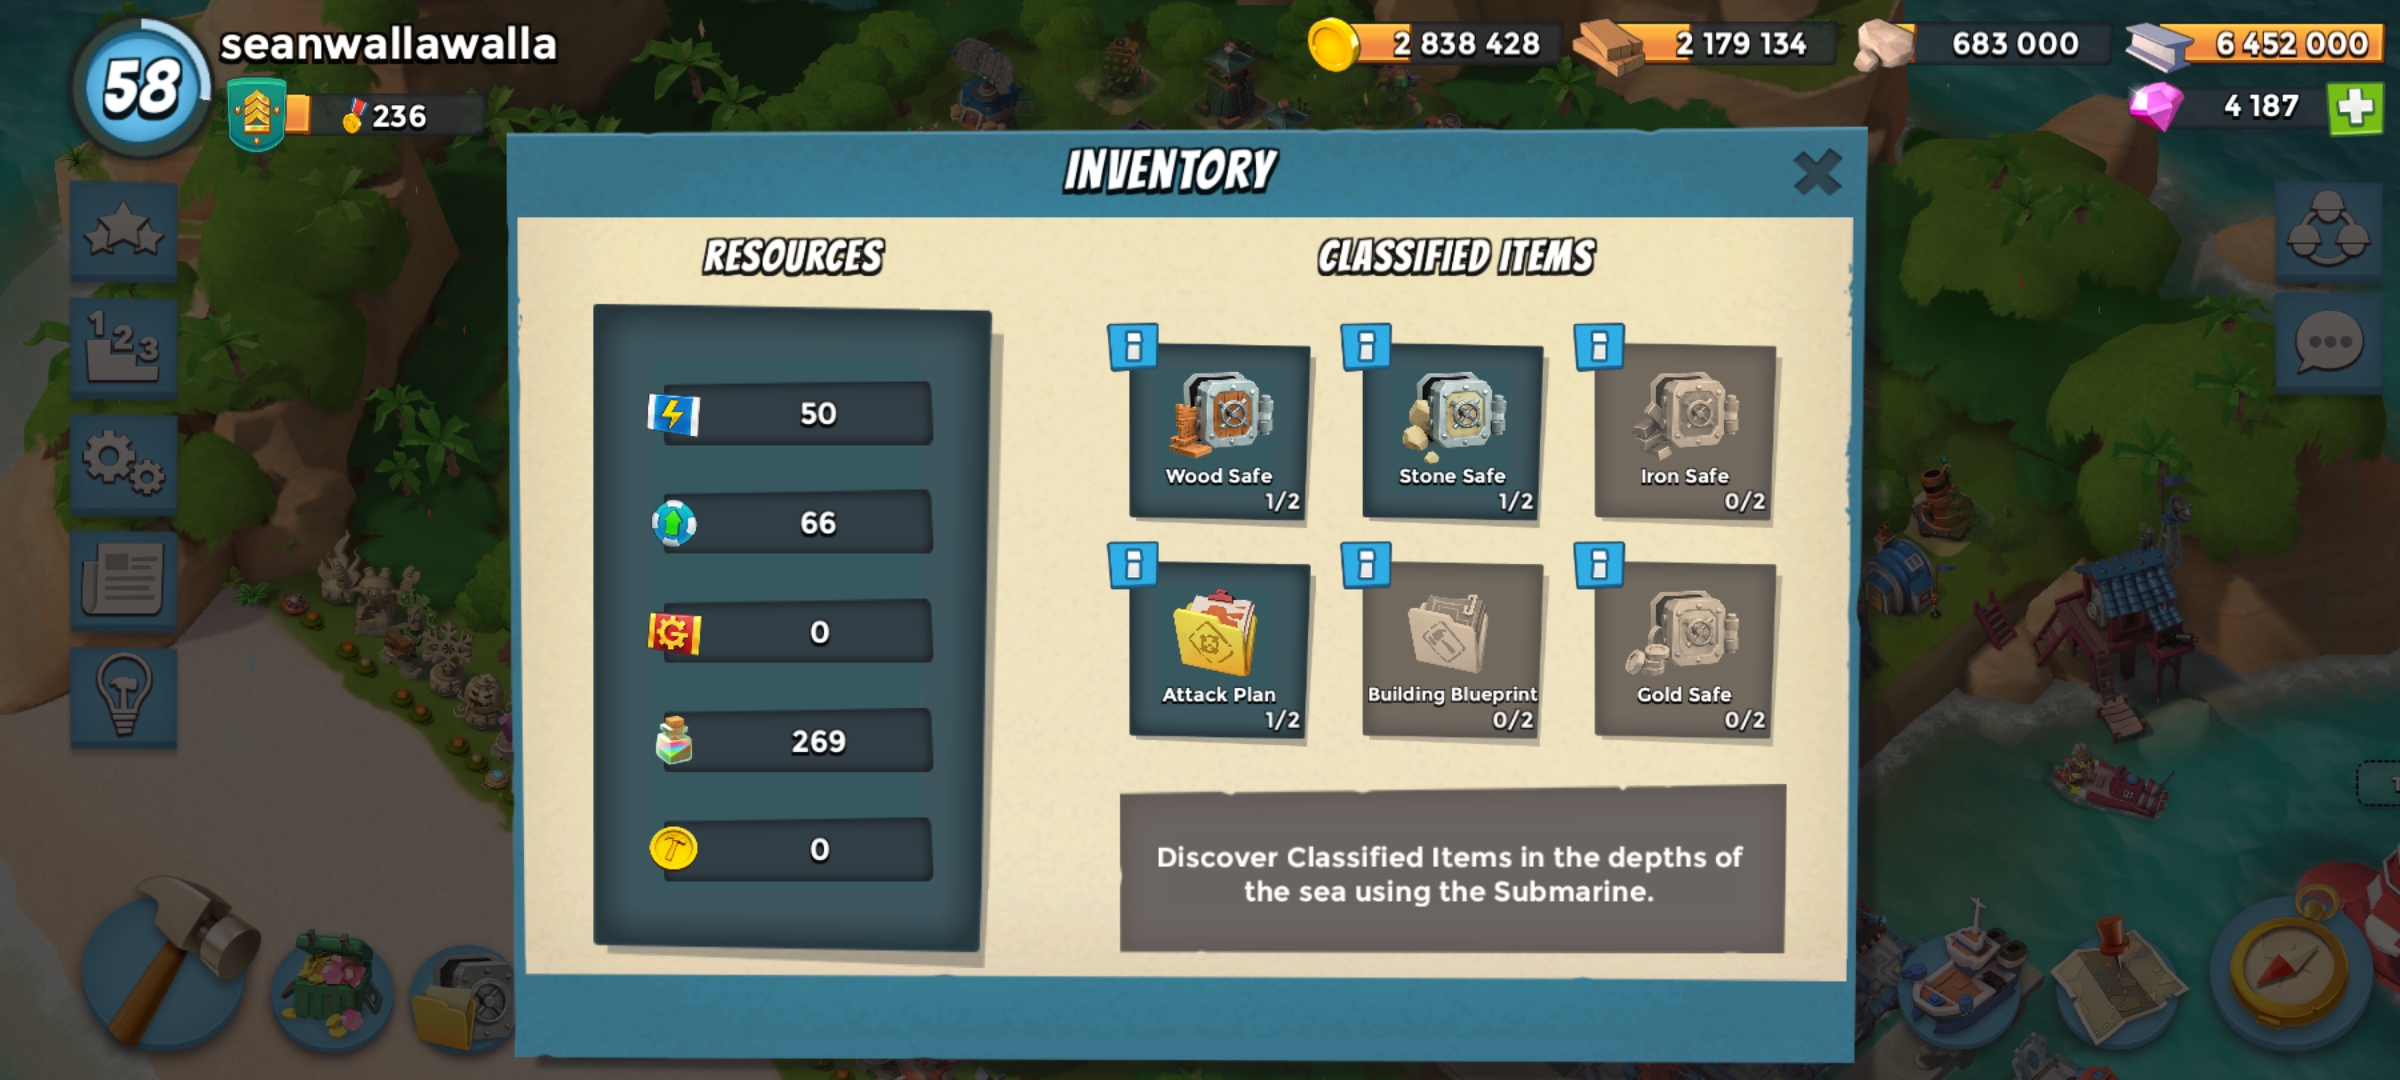 58
seanwallawalla
236
2 838 428
2 179 134
683 000
6 452 000
4 187
INVENTORY
RESOURCES
50
66
0
269
0
CLASSIFIED ITEMS
Wood Safe
1/2
Stone Safe
1/2
Iron Safe
0/2
Attack Plan
1/2
Building Blueprint
0/2
Gold Safe
0/2
Discover Classified Items in the depths of
the sea using the Submarine.
1 2 3
G